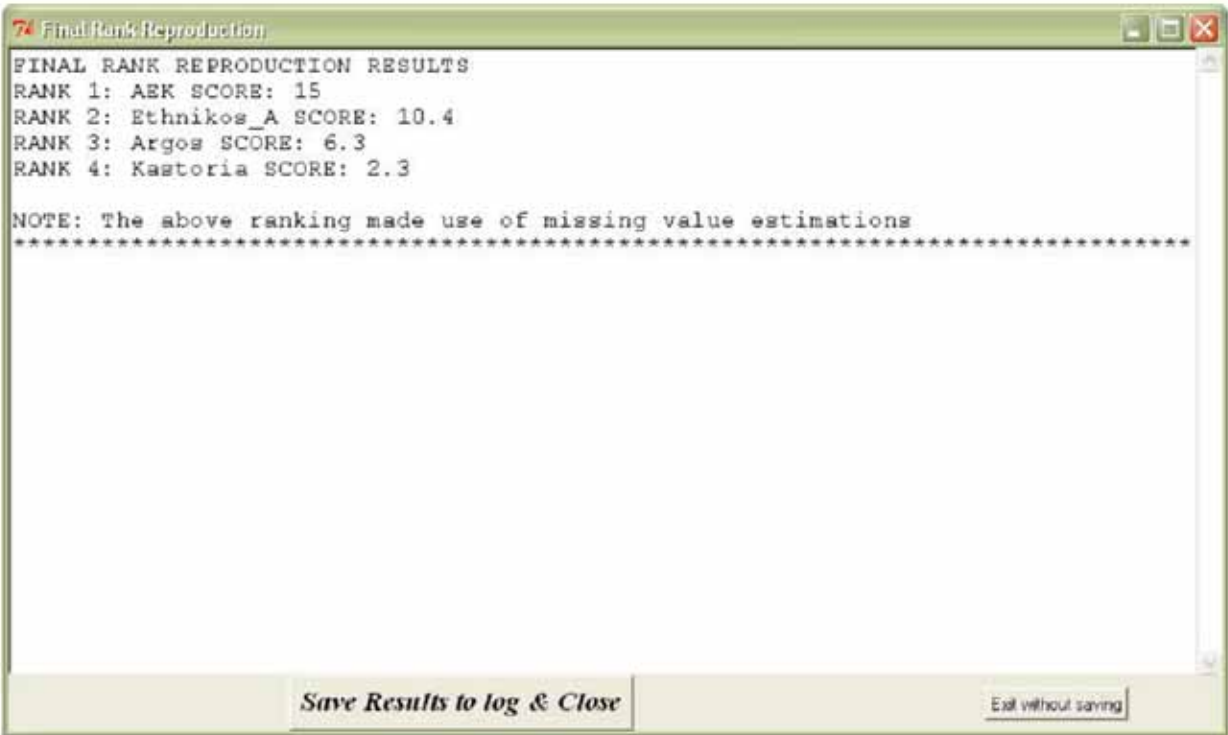 Final Rank Reproduction
FINAL RANK REPRODUCTION RESULTS
RANK 1: AEK SCORE: 15
RANK 2: Ethnikos_A SCORE: 10.4
RANK 3: Argos SCORE: 6.3
RANK 4: Kastoria SCORE: 2.3
NOTE: The above ranking made use of missing value estimations
********************************************************************************
Save Results to log & Close
Exit without saving